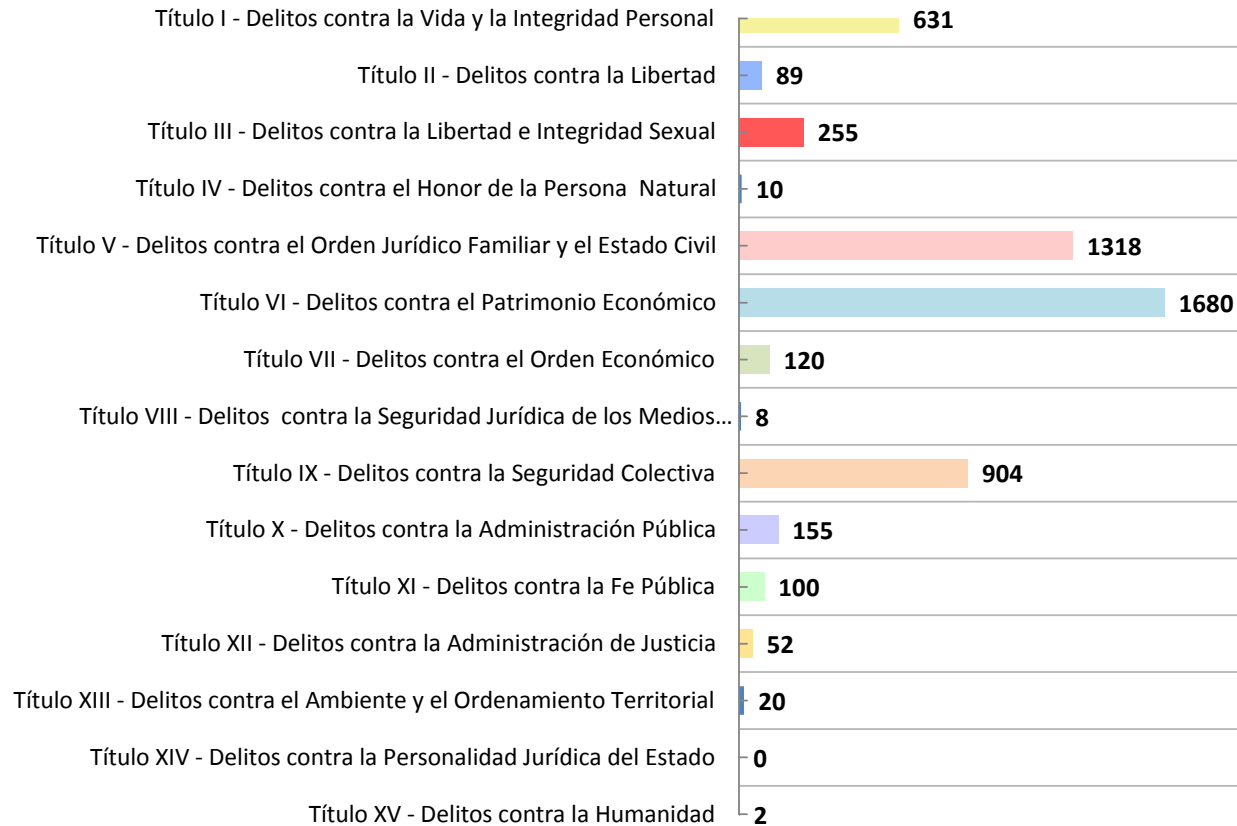 Título I - Delitos contra la Vida y la Integridad Personal 631
Título II - Delitos contra la Libertad 89
Título III - Delitos contra la Libertad e Integridad Sexual 255
Título IV - Delitos contra el Honor de la Persona  Natural 10
Título V - Delitos contra el Orden Jurídico Familiar y el Estado Civil 1318
Título VI - Delitos contra el Patrimonio Económico 1680
Título VII - Delitos contra el Orden Económico 120
Título VIII - Delitos  contra la Seguridad Jurídica de los Medios... 8
Título IX - Delitos contra la Seguridad Colectiva 904
Título X - Delitos contra la Administración Pública 155
Título XI - Delitos contra la Fe Pública 100
Título XII - Delitos contra la Administración de Justicia 52
Título XIII - Delitos contra el Ambiente y el Ordenamiento Territorial 20
Título XIV - Delitos contra la Personalidad Jurídica del Estado 0
Título XV - Delitos contra la Humanidad 2